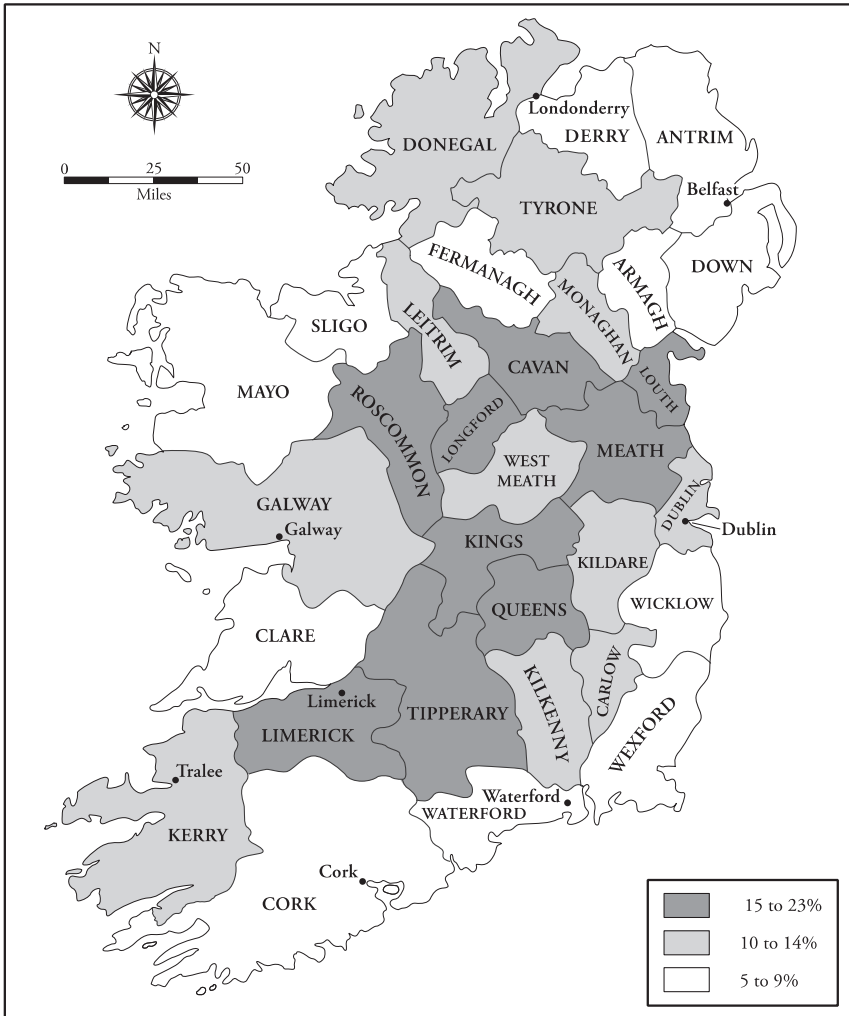 N
0 25 50
Miles
Londonderry
DERRY
ANTRIM
DONEGAL
Belfast
TYRONE
FERMANAGH
ARMAGH
DOWN
MONAGHAN
SLIGO
LEITRIM
CAVAN
LOUTH
MAYO
ROSCOMMON
LONGFORD
MEATH
WEST
MEATH
GALWAY
Galway
DUBLIN
Dublin
KINGS
KILDARE
QUEENS
WICKLOW
CLARE
CARLOW
KILKENNY
Limerick
LIMERICK
TIPPERARY
WEXFORD
Tralee
Waterford
WATERFORD
KERRY
Cork
CORK
15 to 23%
10 to 14%
5 to 9%